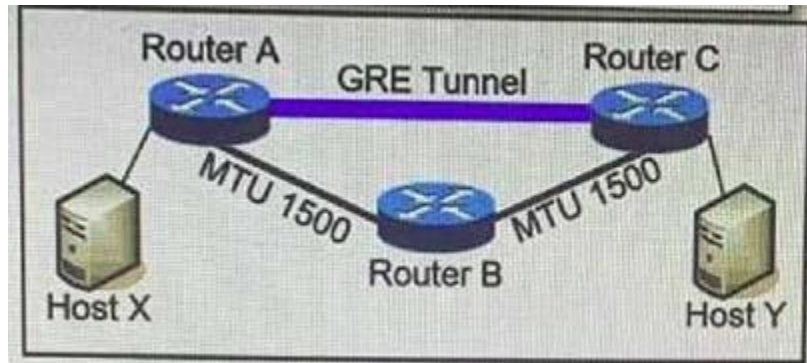 Router A
GRE Tunnel
Router C
MTU 1500
MTU 1500
Router B
Host X
Host Y